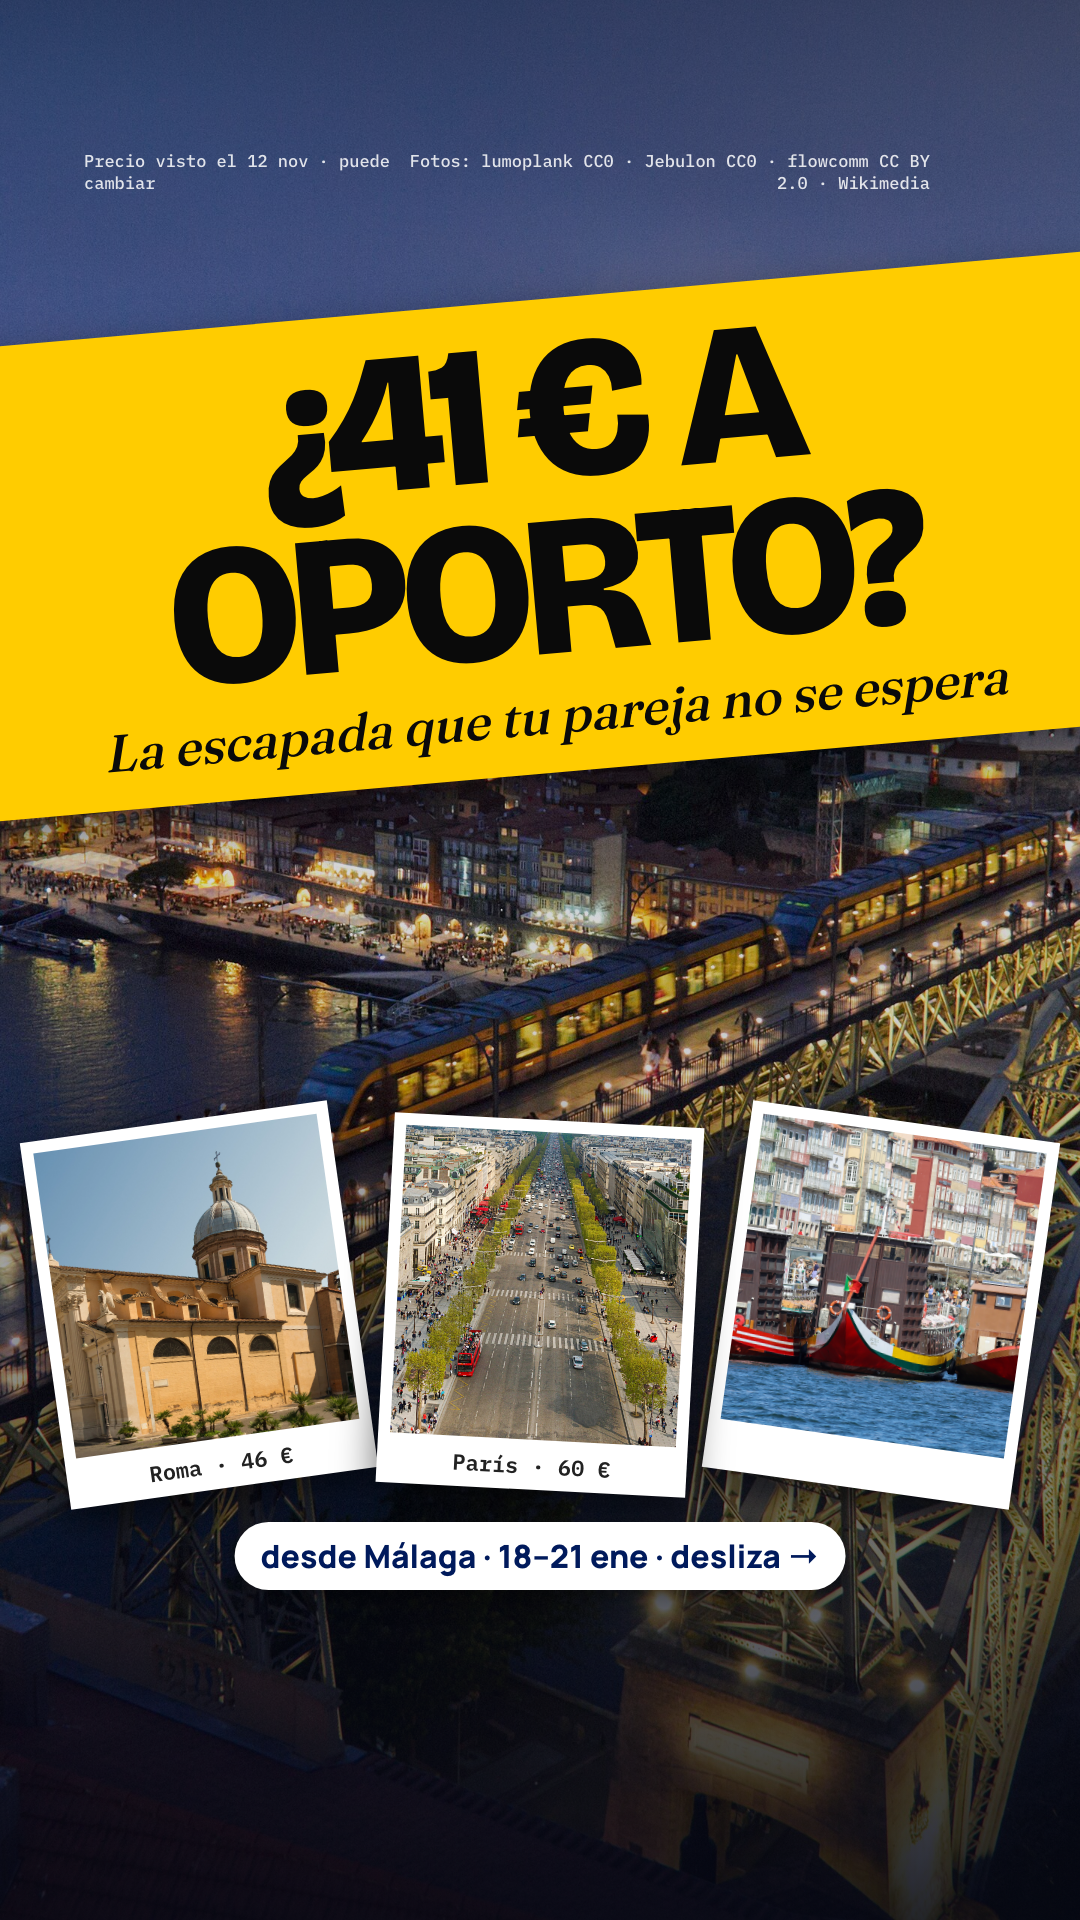 Precio visto el 12 nov · puede
cambiar
Fotos: lumoplank CC0 · Jebulon CC0 · flowcomm CC BY
2.0 · Wikimedia
¿41 € A
OPORTO?
La escapada que tu pareja no se espera
Roma · 46 €
París · 60 €
desde Málaga · 18–21 ene · desliza →